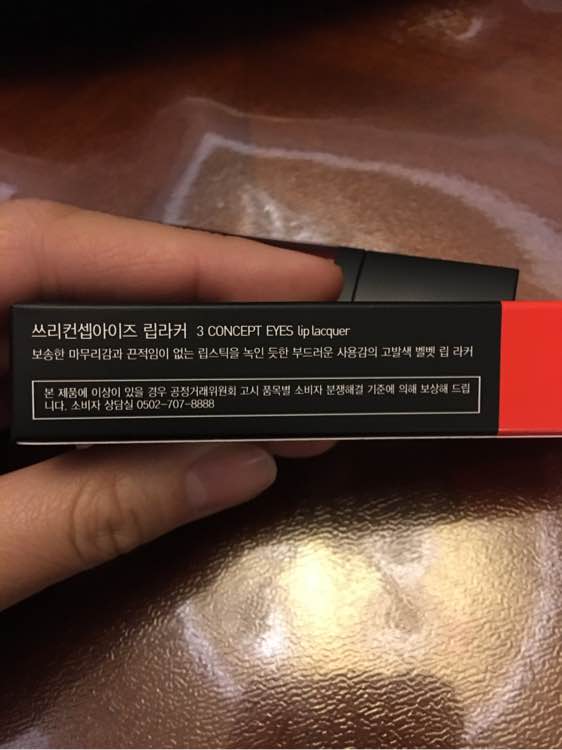 쓰리컨셉아이즈 립라커 3 CONCEPT EYES lip lacquer
보송한 마무리감과 끈적임이 없는 립스틱을 녹인 듯한 부드러운 사용감의 고발색 벨벳 립 라커
본 제품에 이상이 있을 경우 공정거래위원회 고시 품목별 소비자 분쟁해결 기준에 의해 보상해 드립
니다. 소비자 상담실 0502-707-8888